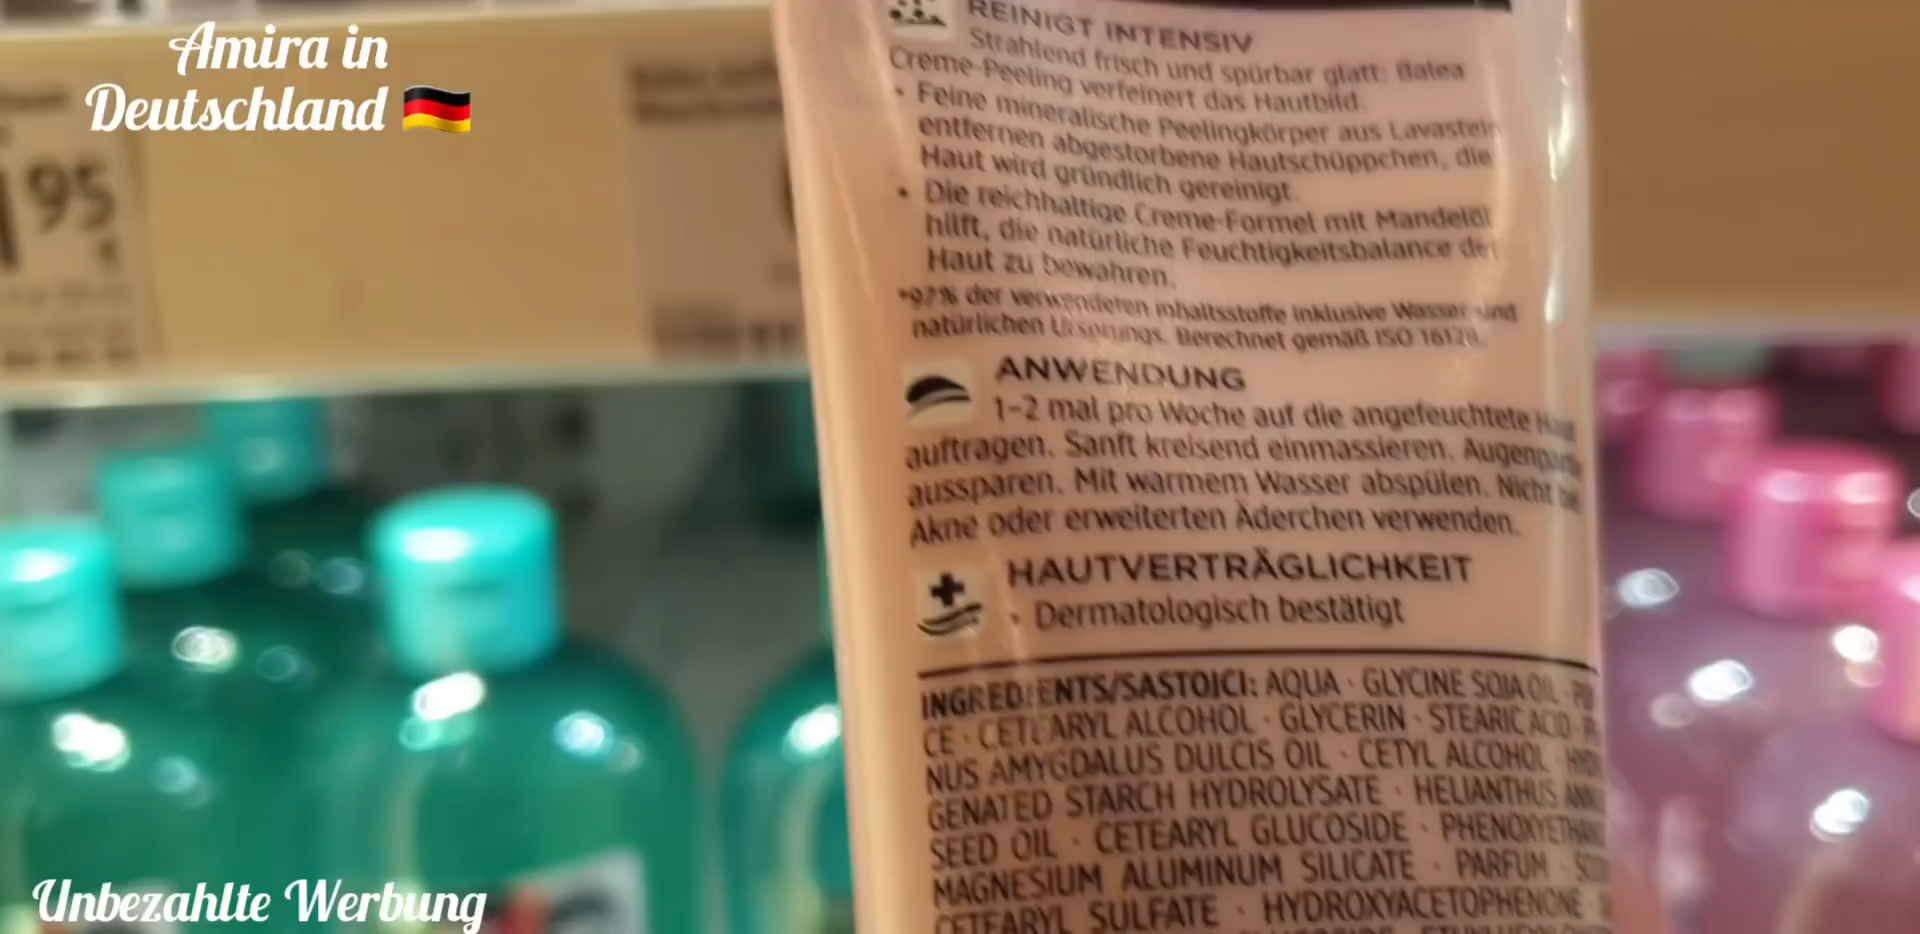 Amira in
Deutschland
95
REINIGT INTENSIV
Strahlend frisch und spürbar glatt: Balea
Creme-Peeling verfeinert das Hautbild.
• Feine mineralische Peelingkörper aus Lavastein
entfernen abgestorbene Hautschüppchen, die
Haut wird gründlich gereinigt.
• Die reichhaltige Creme-Formel mit Mandelöl
hilft, die natürliche Feuchtigkeitsbalance der
Haut zu bewahren.
*97% der verwendeten Inhaltsstoffe inklusive Wasser sind
natürlichen Ursprungs. Berechnet gemäß ISO 16128.
ANWENDUNG
1-2 mal pro Woche auf die angefeuchtete Haut
auftragen. Sanft kreisend einmassieren. Augenpartie
aussparen. Mit warmem Wasser abspülen. Nicht bei
Akne oder erweiterten Äderchen verwenden.
HAUTVERTRÄGLICHKEIT
• Dermatologisch bestätigt
INGREDIENTS/SASTOJCI: AQUA · GLYCINE SOJA OIL ·
CE · CETEARYL ALCOHOL · GLYCERIN · STEARIC ACID ·
NUS AMYGDALUS DULCIS OIL · CETYL ALCOHOL ·
GENATED STARCH HYDROLYSATE · HELIANTHUS
SEED OIL · CETEARYL GLUCOSIDE ·
MAGNESIUM ALUMINUM SILICATE · PARFUM ·
CETEARYL SULFATE · HYDROXYACETOPHENONE
Unbezahlte Werbung